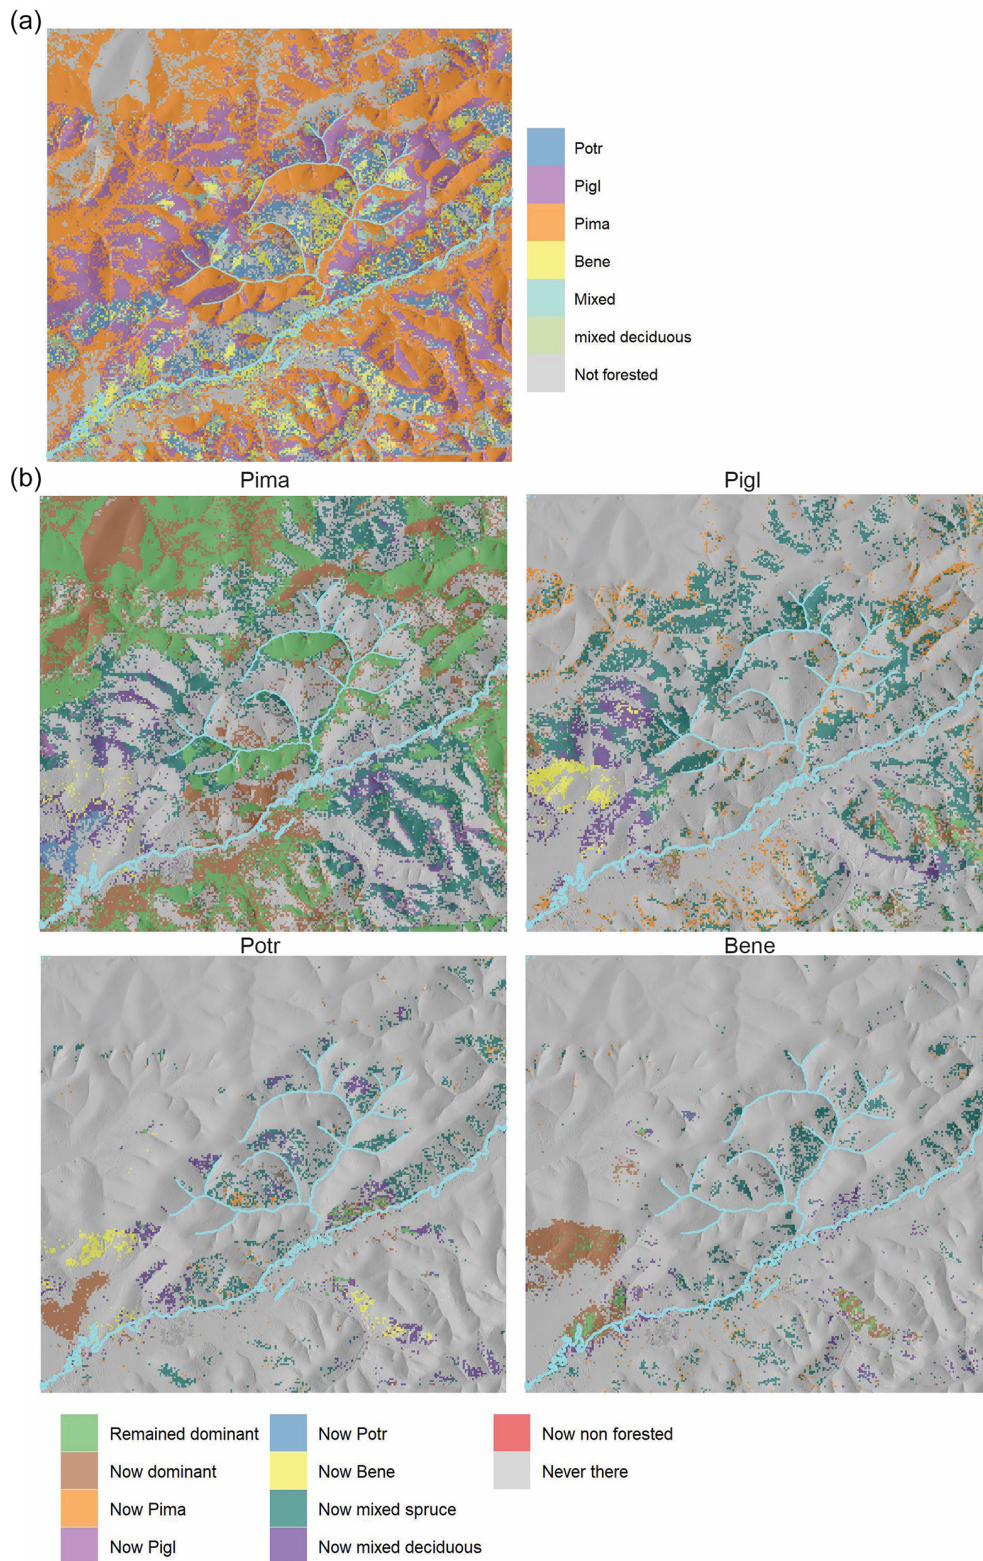 (a)
Potr
Pigl
Pima
Bene
Mixed
mixed deciduous
Not forested
(b)
Pima
Pigl
Potr
Bene
Remained dominant
Now dominant
Now Pima
Now Pigl
Now Potr
Now Bene
Now mixed spruce
Now mixed deciduous
Now non forested
Never there